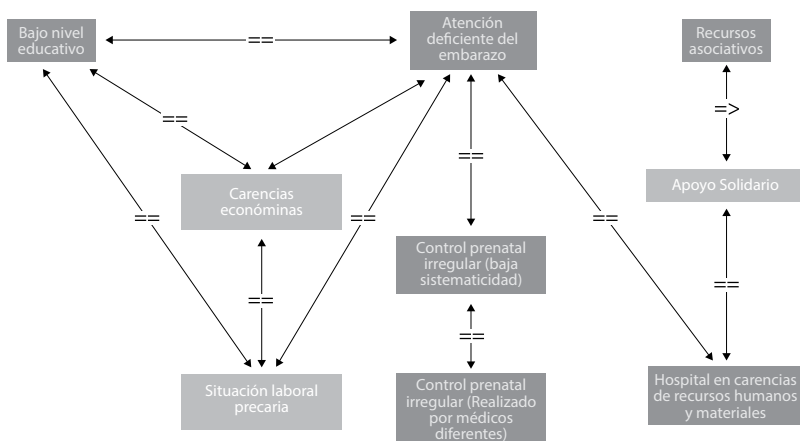 Bajo nivel
educativo
==
Atención
deficiente del
embarazo
Recursos
asociativos
=>
==
==
Carencias
económinas
Apoyo Solidario
==
==
==
Control prenatal
irregular (baja
sistematicidad)
==
==
==
Situación laboral
precaria
Control prenatal
irregular (Realizado
por médicos
diferentes)
Hospital en carencias
de recursos humanos
y materiales